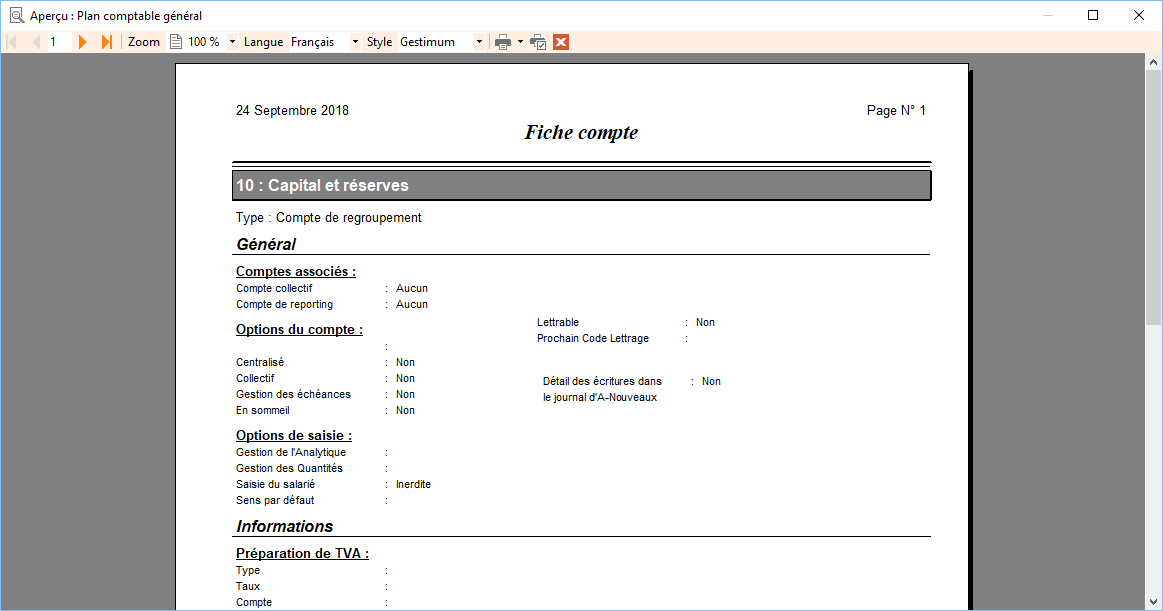 Aperçu : Plan comptable général
1 Zoom 100 % Langue Français Style Gestimum
24 Septembre 2018 Page N° 1
Fiche compte
10 : Capital et réserves
Type : Compte de regroupement
Général
Comptes associés :
Compte collectif : Aucun
Compte de reporting : Aucun
Lettrable : Non
Options du compte :
Prochain Code Lettrage :
:
Centralisé : Non
Collectif : Non
Détail des écritures dans : Non
Gestion des échéances : Non
le journal d'A-Nouveaux
En sommeil : Non
Options de saisie :
Gestion de l'Analytique :
Gestion des Quantités :
Saisie du salarié : Inerdite
Sens par défaut :
Informations
Préparation de TVA :
Type :
Taux :
Compte :